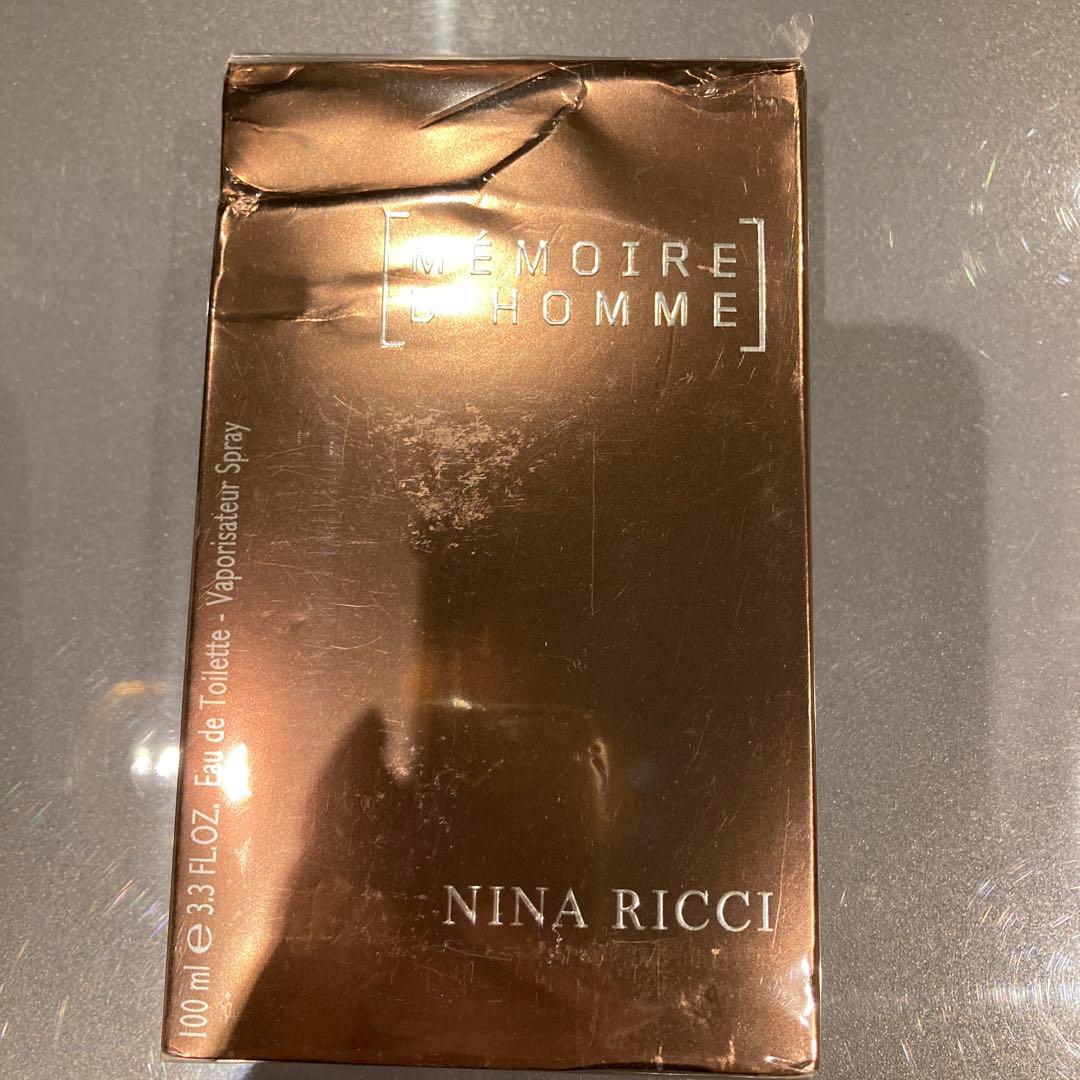 [MÉMOIRE
D'HOMME]
100 ml e 3.3 FL.OZ. Eau de Toilette - Vaporisateur Spray
NINA RICCI